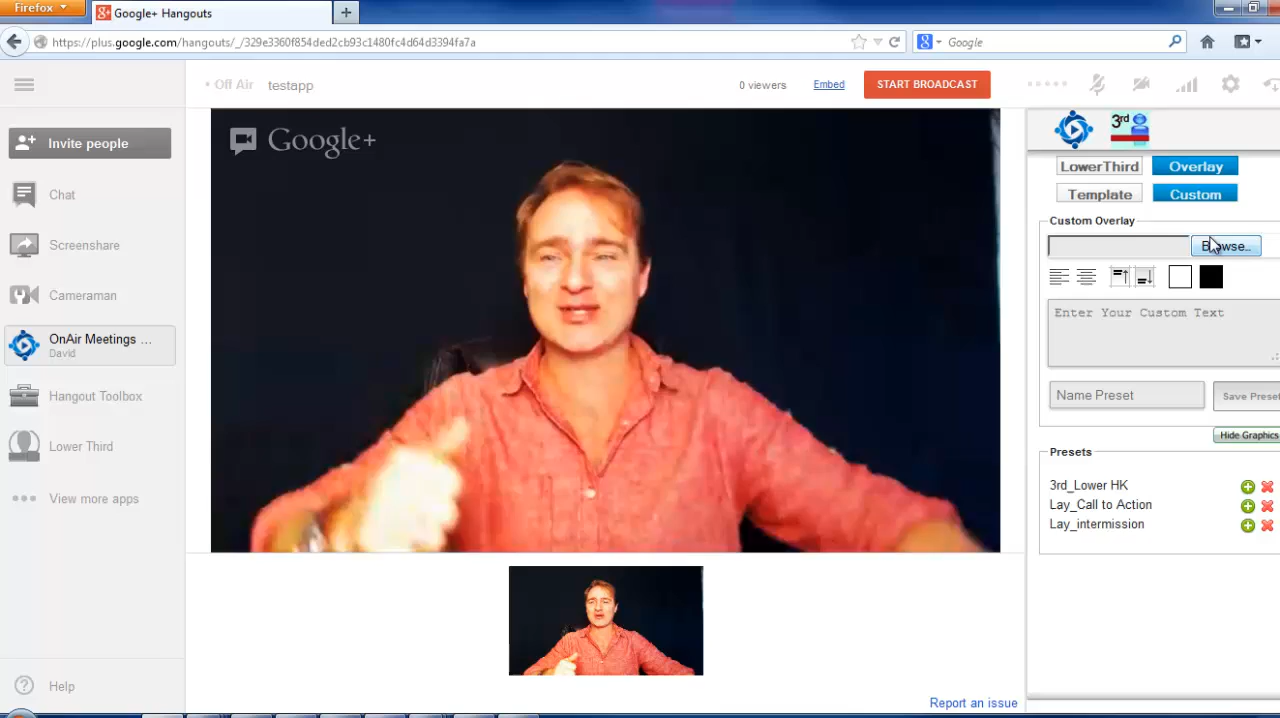 Firefox
Google+ Hangouts
https://plus.google.com/hangouts/_/329e3360f854ded2cb93c1480fc4d64d3394fa7a
Google
Off Air
testapp
0 viewers
Embed
START BROADCAST
Invite people
Chat
Screenshare
Cameraman
OnAir Meetings ...
David
Hangout Toolbox
Lower Third
View more apps
Help
Google+
Report an issue
3rd
LowerThird
Overlay
Template
Custom
Custom Overlay
Browse..
Enter Your Custom Text
Name Preset
Save Preset
Hide Graphics
Presets
3rd_Lower HK
Lay_Call to Action
Lay_intermission